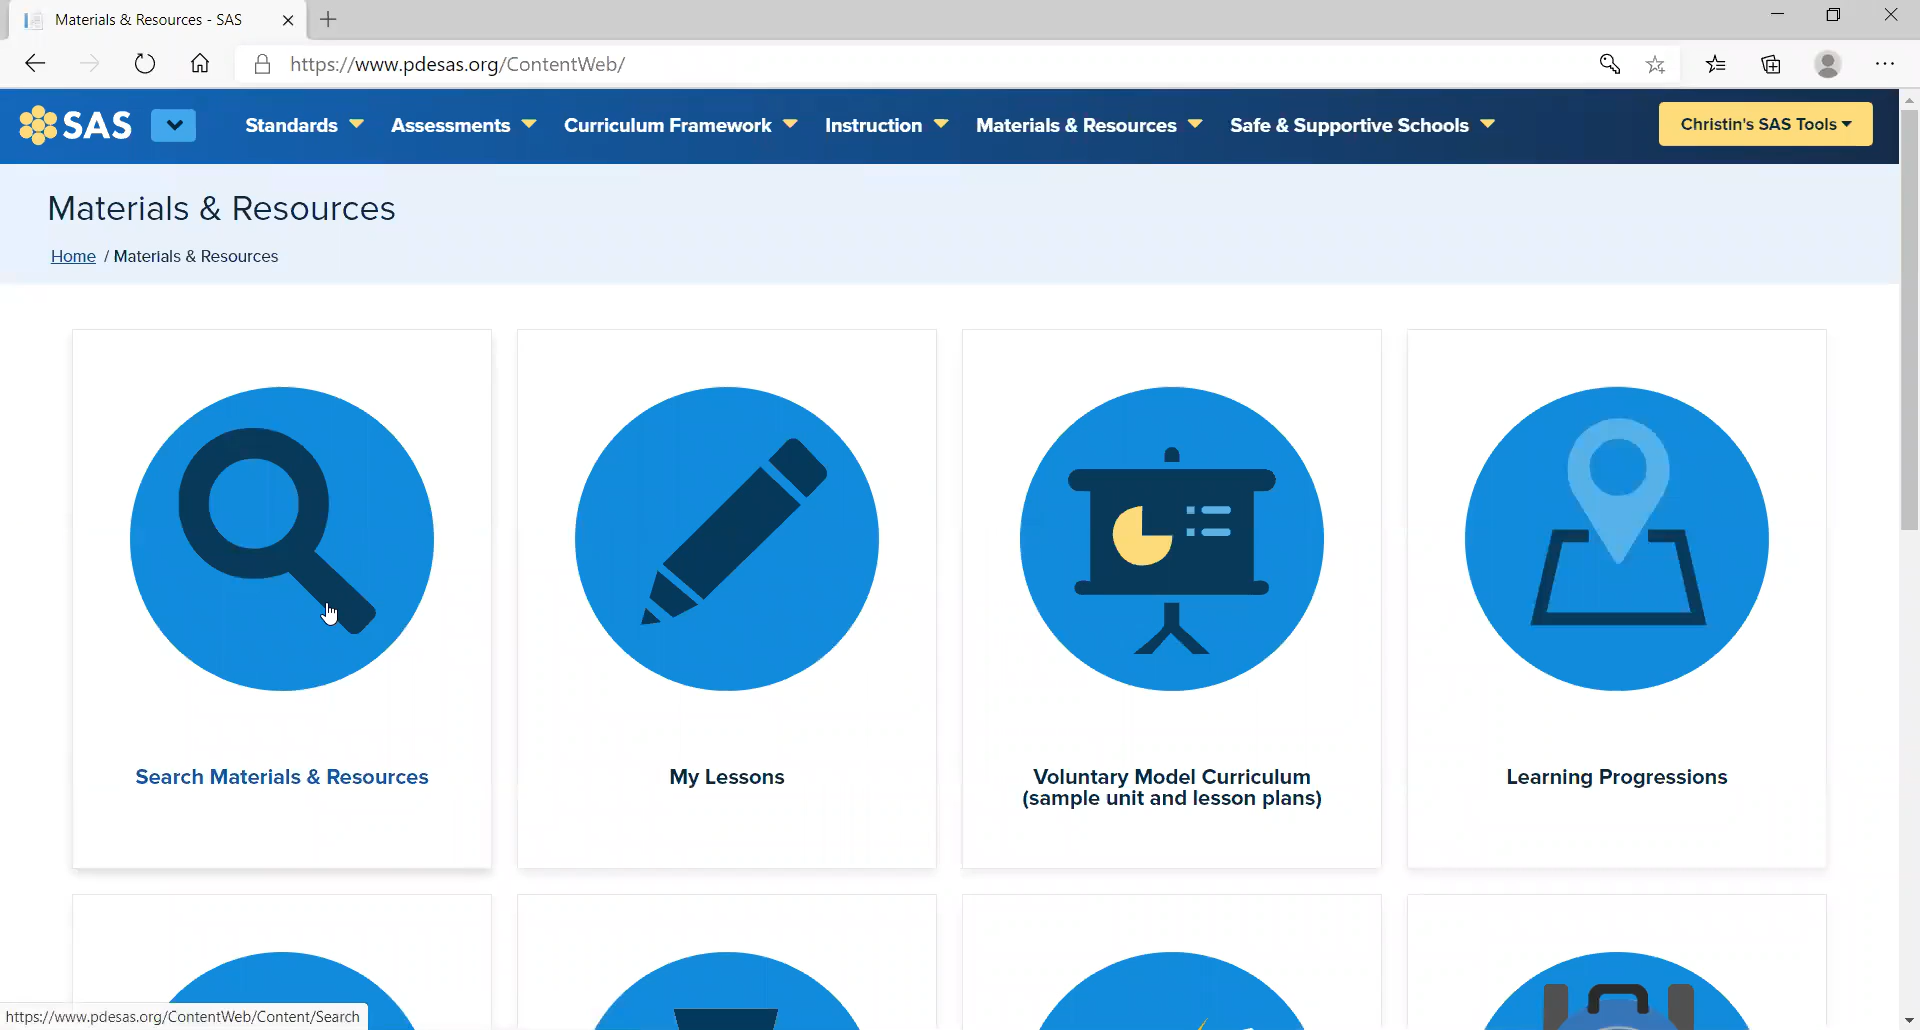 Materials & Resources - SAS
https://www.pdesas.org/ContentWeb/
SAS
Standards
Assessments
Curriculum Framework
Instruction
Materials & Resources
Safe & Supportive Schools
Christin's SAS Tools
Materials & Resources
Home / Materials & Resources
Search Materials & Resources
My Lessons
Voluntary Model Curriculum
(sample unit and lesson plans)
Learning Progressions
https://www.pdesas.org/ContentWeb/Content/Search